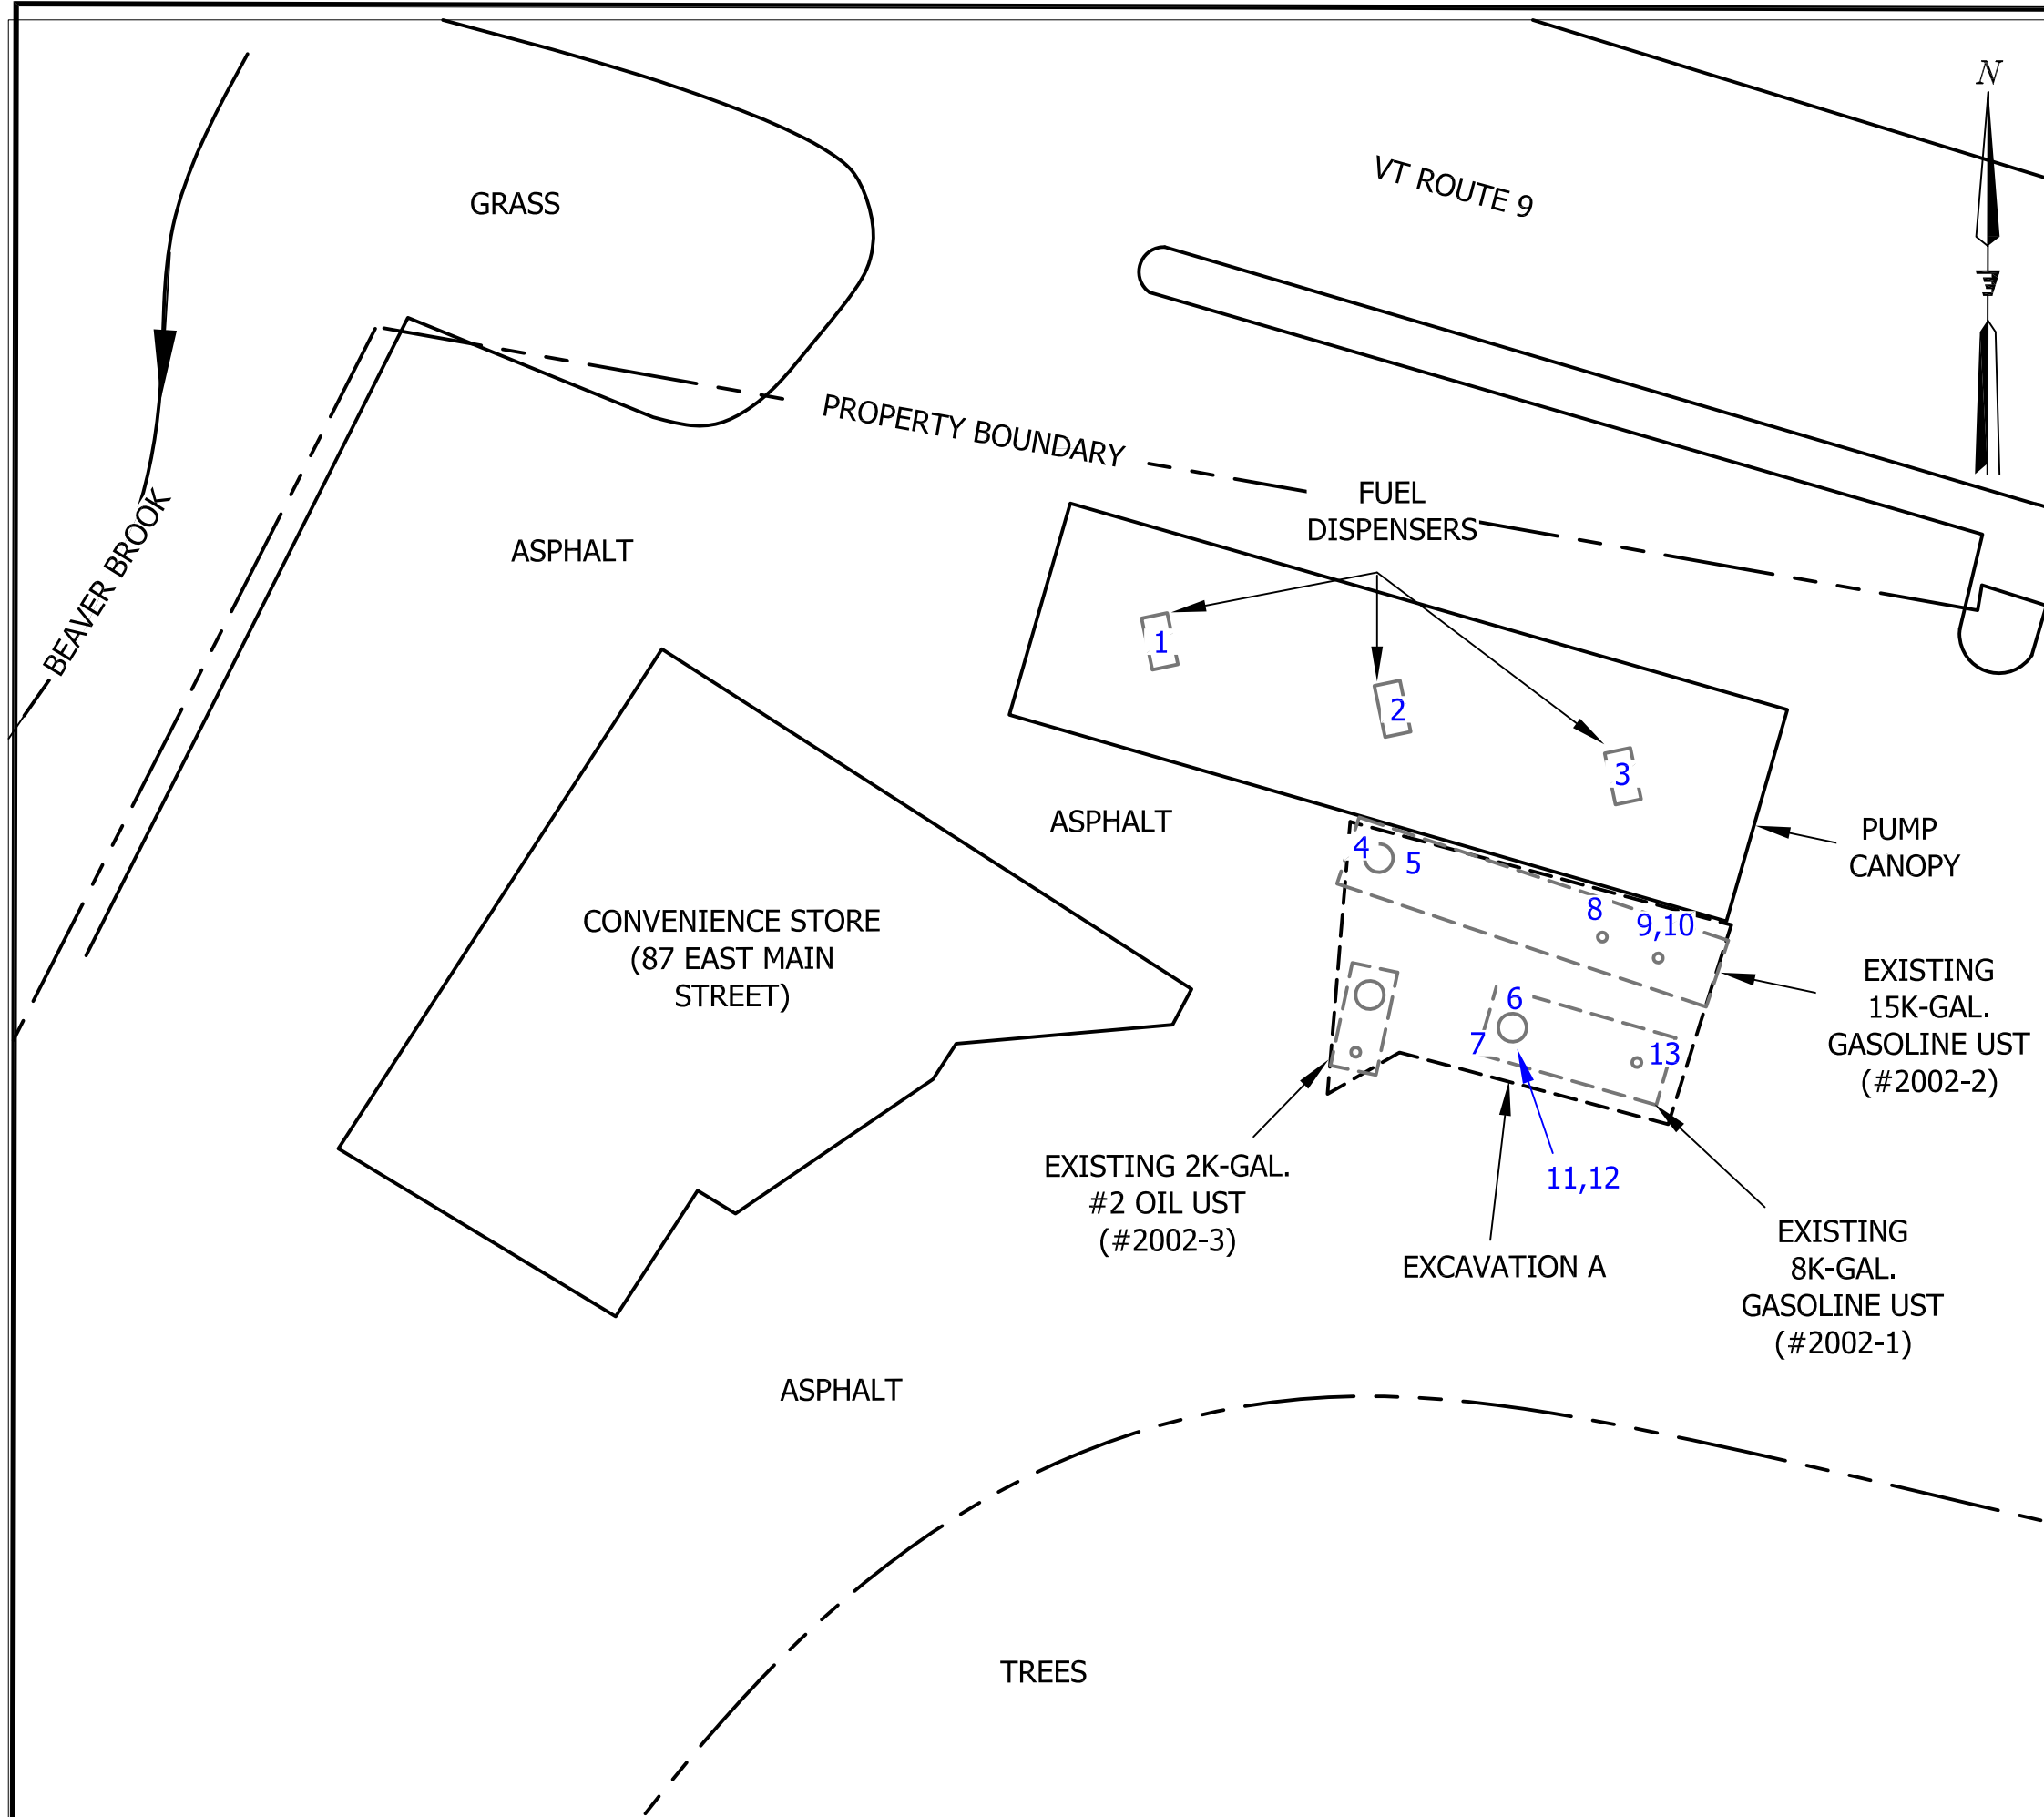 N
VT ROUTE 9
GRASS
PROPERTY BOUNDARY
FUEL
DISPENSERS
BEAVER BROOK
ASPHALT
1
2
3
ASPHALT
PUMP
CANOPY
4
5
8
9,10
CONVENIENCE STORE
(87 EAST MAIN
STREET)
EXISTING
15K-GAL.
GASOLINE UST
(#2002-2)
6
7
13
EXISTING 2K-GAL.
#2 OIL UST
(#2002-3)
11,12
EXCAVATION A
EXISTING
8K-GAL.
GASOLINE UST
(#2002-1)
ASPHALT
TREES